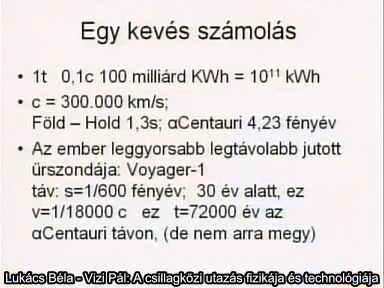 Egy kevés számolás
• 1t 0,1c 100 milliárd KWh = 10¹¹ kWh
• c = 300.000 km/s;
Föld – Hold 1,3s; αCentauri 4,23 fényév
• Az ember leggyorsabb legtávolabb jutott
űrszondája: Voyager-1
táv: s=1/600 fényév; 30 év alatt, ez
v=1/18000 c ez t=72000 év az
αCentauri távon, (de nem arra megy)
Lukács Béla - Vizi Pál: A csillagközi utazás fizikája és technológiája